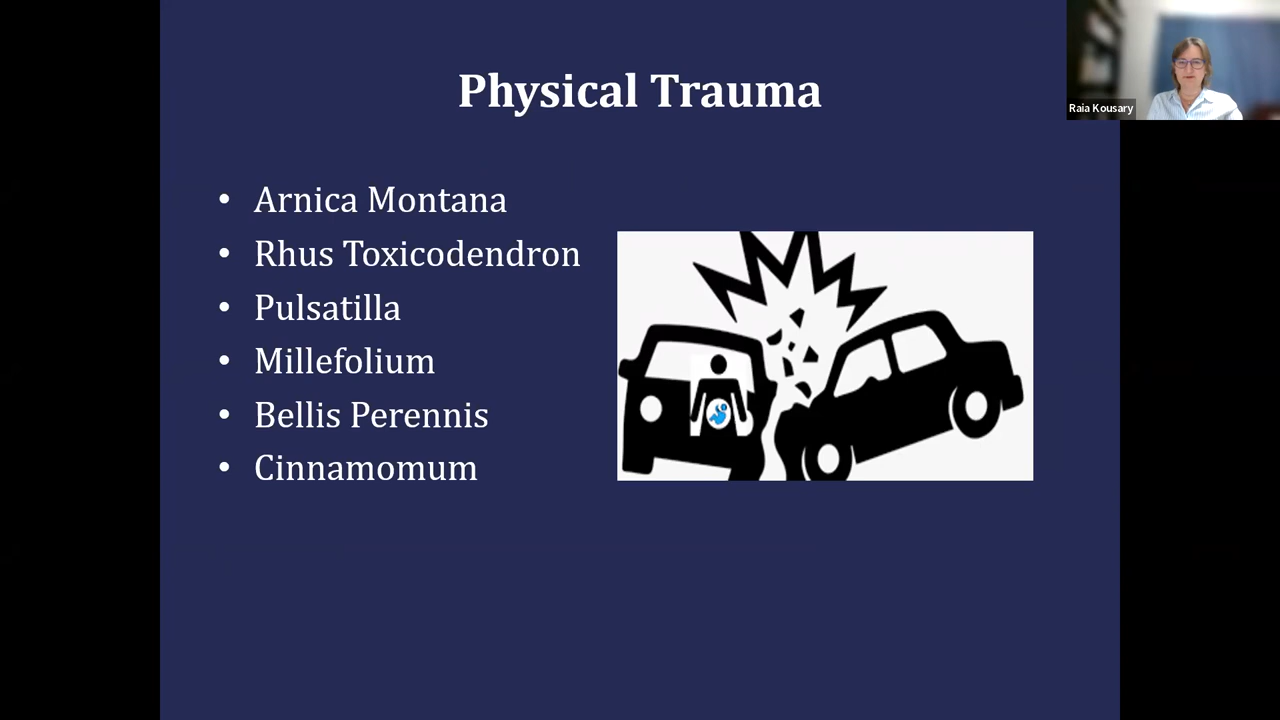 Physical Trauma
Raia Kousary
• Arnica Montana
• Rhus Toxicodendron
• Pulsatilla
• Millefolium
• Bellis Perennis
• Cinnamomum